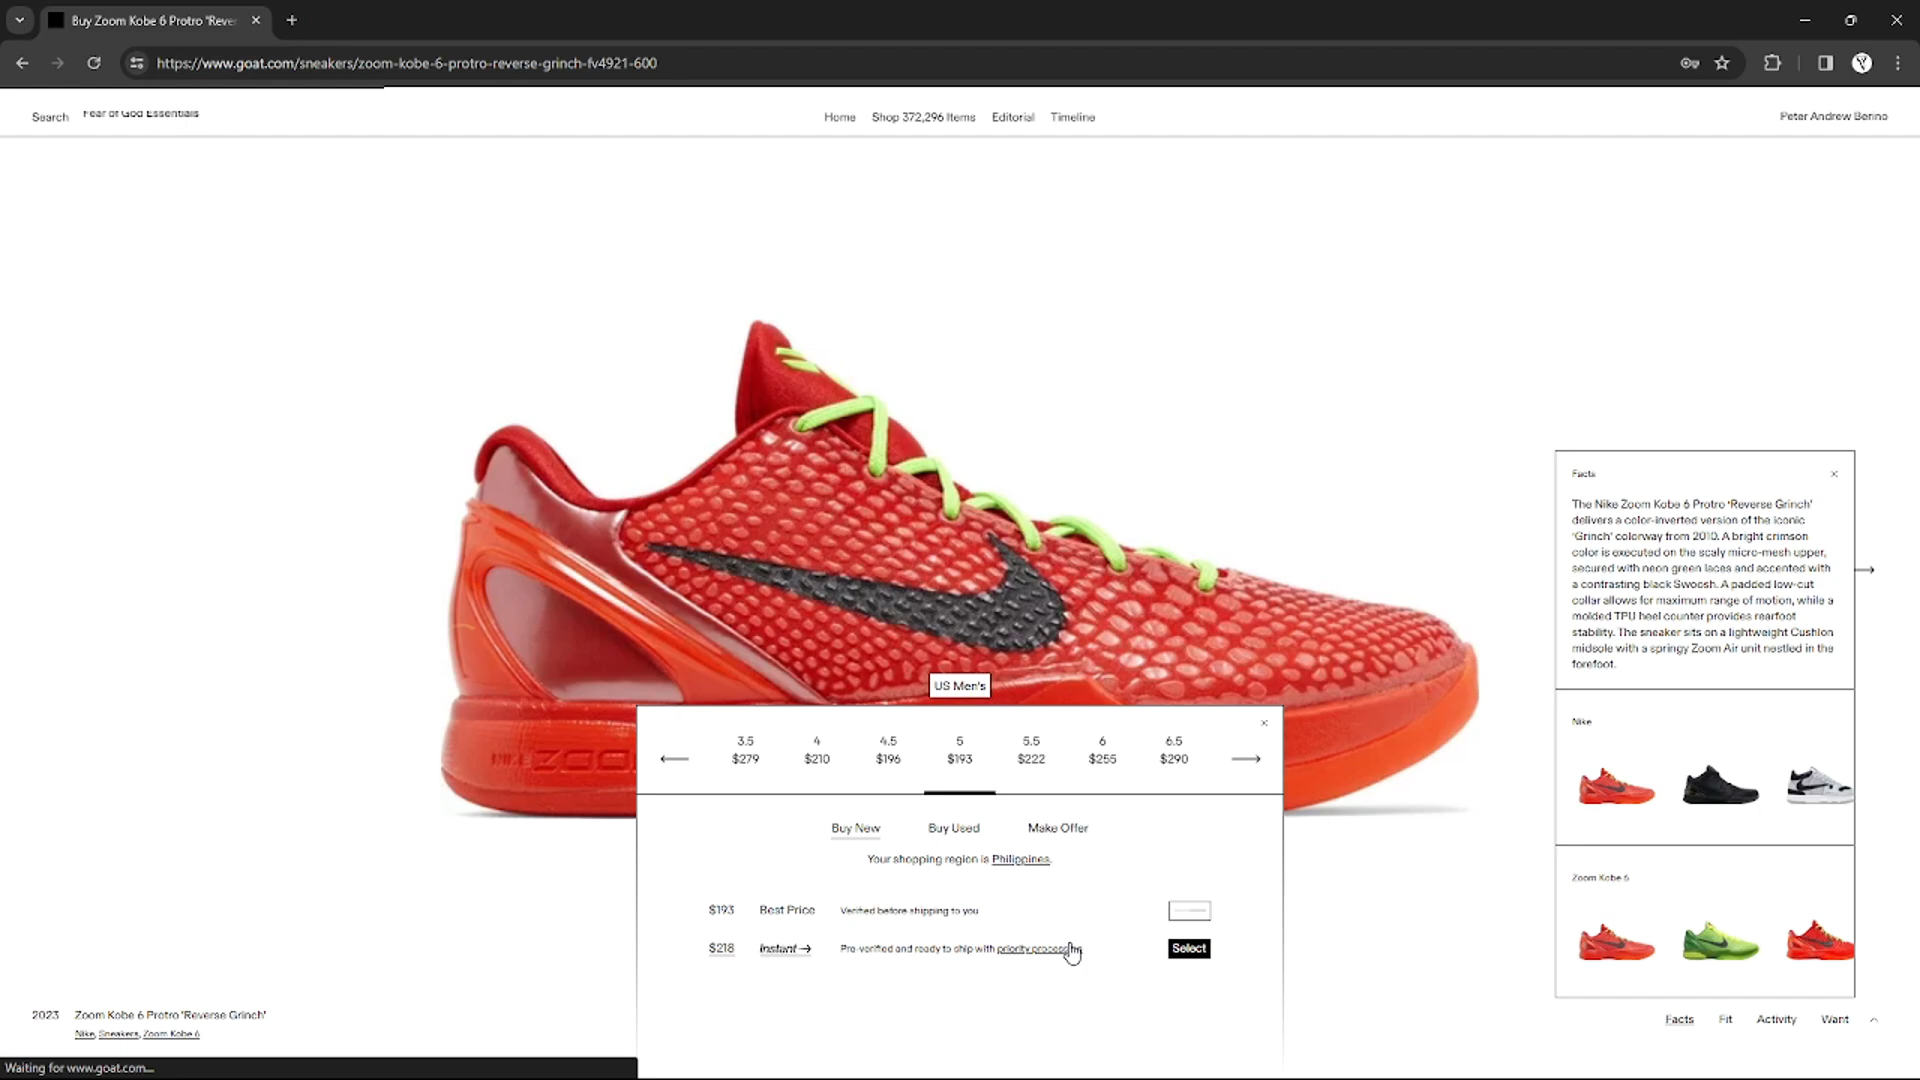 Buy Zoom Kobe 6 Protro 'Rever
https://www.goat.com/sneakers/zoom-kobe-6-protro-reverse-grinch-fv4921-600
Search Fear of God Essentials
Home Shop 372,296 Items Editorial Timeline
Peter Andrew Berino
Facts
The Nike Zoom Kobe 6 Protro 'Reverse Grinch'
delivers a color-inverted version of the iconic
'Grinch' colorway from 2010. A bright crimson
color is executed on the scaly micro-mesh upper,
secured with neon green laces and accented with
a contrasting black Swoosh. A padded low-cut
collar allows for maximum range of motion, while a
molded TPU heel counter provides rearfoot
stability. The sneaker sits on a lightweight Cushlon
midsole with a springy Zoom Air unit nestled in the
forefoot.
Nike
Zoom Kobe 6
US Men's
3.5 4 4.5 5 5.5 6 6.5
$279 $210 $196 $193 $222 $255 $290
Buy New Buy Used Make Offer
Your shopping region is Philippines.
$193 Best Price Verified before shipping to you
$218 Instant → Pre-verified and ready to ship with priority processing Select
2023 Zoom Kobe 6 Protro 'Reverse Grinch'
Nike, Sneakers, Zoom Kobe 6
Facts Fit Activity Want
Waiting for www.goat.com...